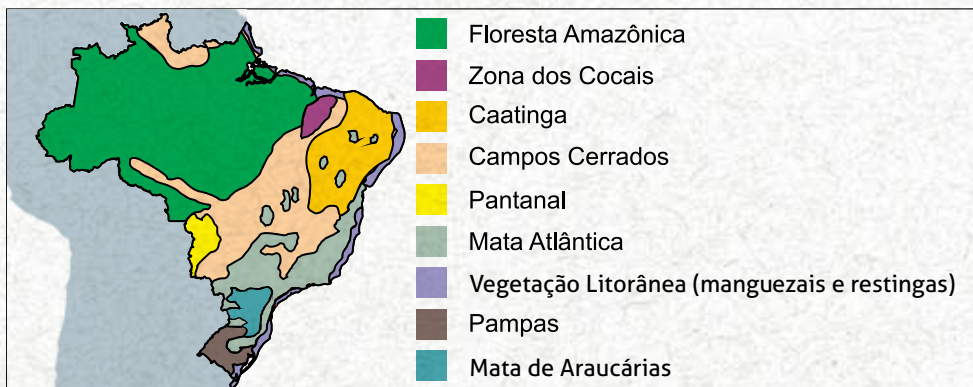 Floresta Amazônica
Zona dos Cocais
Caatinga
Campos Cerrados
Pantanal
Mata Atlântica
Vegetação Litorânea (manguezais e restingas)
Pampas
Mata de Araucárias